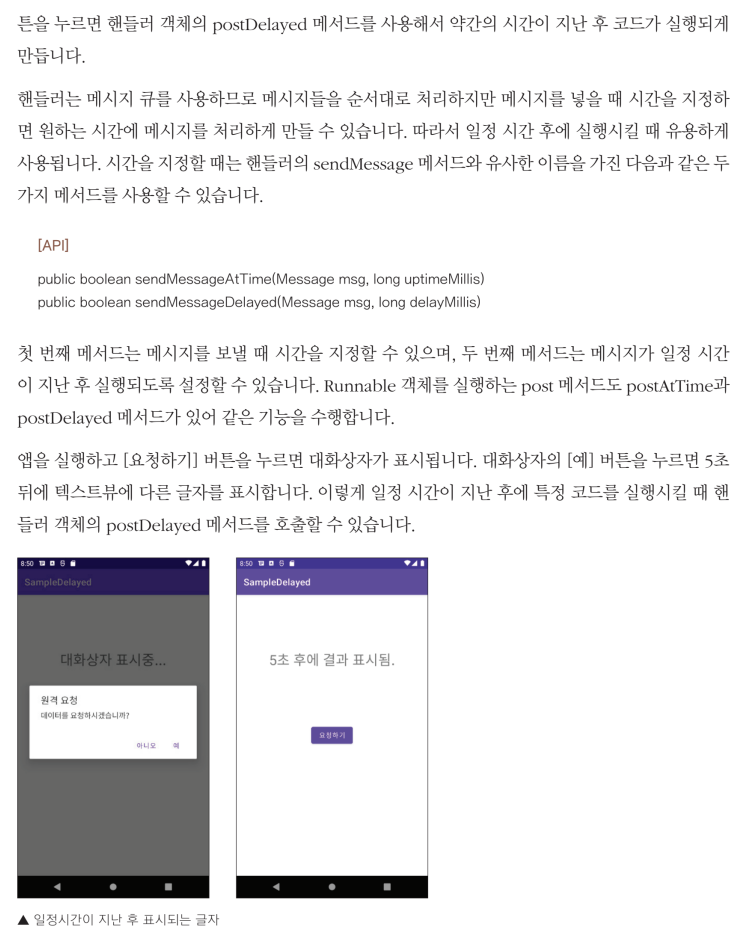 튼을 누르면 핸들러 객체의 postDelayed 메서드를 사용해서 약간의 시간이 지난 후 코드가 실행되게
만듭니다.
핸들러는 메시지 큐를 사용하므로 메시지들을 순서대로 처리하지만 메시지를 넣을 때 시간을 지정하
면 원하는 시간에 메시지를 처리하게 만들 수 있습니다. 따라서 일정 시간 후에 실행시킬 때 유용하게
사용됩니다. 시간을 지정할 때는 핸들러의 sendMessage 메서드와 유사한 이름을 가진 다음과 같은 두
가지 메서드를 사용할 수 있습니다.
[API]
public boolean sendMessageAtTime(Message msg, long uptimeMillis)
public boolean sendMessageDelayed(Message msg, long delayMillis)
첫 번째 메서드는 메시지를 보낼 때 시간을 지정할 수 있으며, 두 번째 메서드는 메시지가 일정 시간
이 지난 후 실행되도록 설정할 수 있습니다. Runnable 객체를 실행하는 post 메서드도 postAtTime과
postDelayed 메서드가 있어 같은 기능을 수행합니다.
앱을 실행하고 [요청하기] 버튼을 누르면 대화상자가 표시됩니다. 대화상자의 [예] 버튼을 누르면 5초
뒤에 텍스트뷰에 다른 글자를 표시합니다. 이렇게 일정 시간이 지난 후에 특정 코드를 실행시킬 때 핸
들러 객체의 postDelayed 메서드를 호출할 수 있습니다.
8:50
SampleDelayed
대화상자 표시중...
원격 요청
데이터를 요청하시겠습니까?
아니오 예
8:50
SampleDelayed
5초 후에 결과 표시됨.
요청하기
▲ 일정시간이 지난 후 표시되는 글자